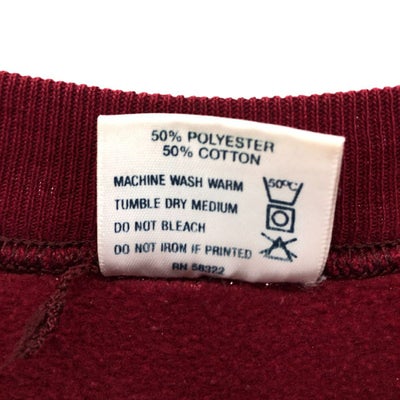 50% POLYESTER
50% COTTON
MACHINE WASH WARM
50°C
TUMBLE DRY MEDIUM
DO NOT BLEACH
DO NOT IRON IF PRINTED
RN 58322